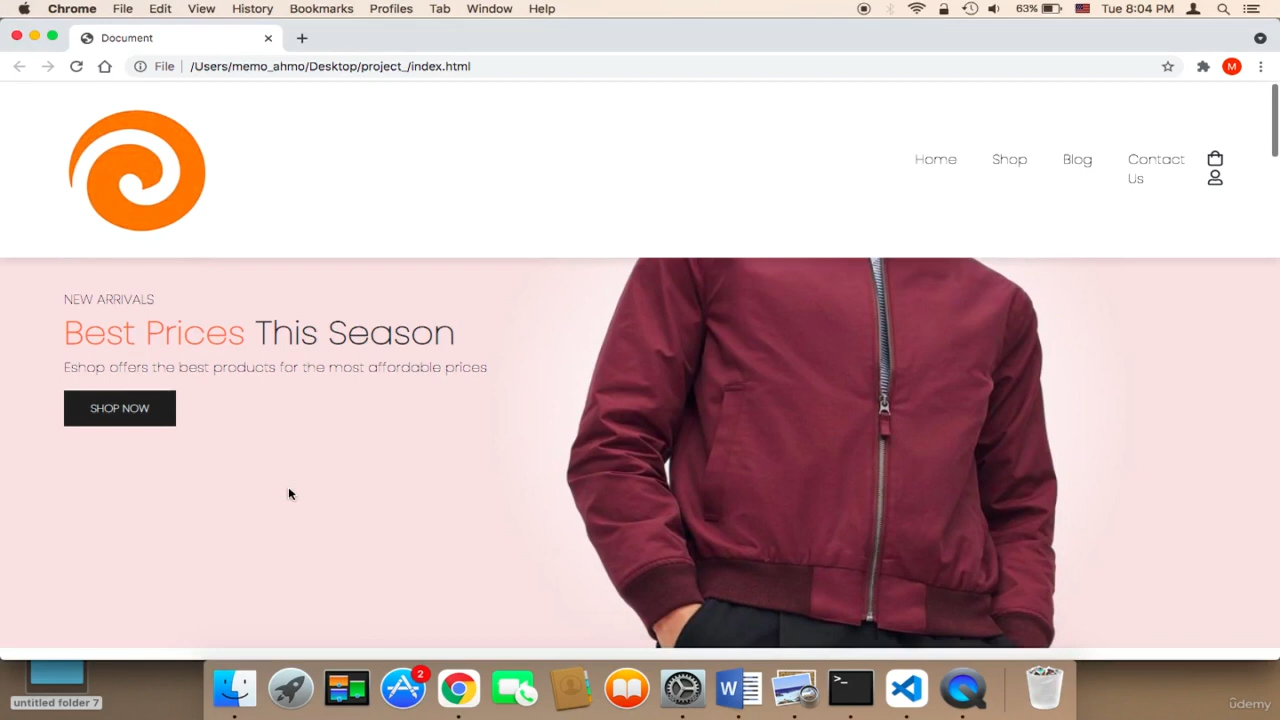 Chrome File Edit View History Bookmarks Profiles Tab Window Help 63% Tue 8:04 PM
Document
File /Users/memo_ahmo/Desktop/project_/index.html M
Home Shop Blog Contact Us
NEW ARRIVALS
Best Prices This Season
Eshop offers the best products for the most affordable prices
SHOP NOW
2
untitled folder 7
ûdemy